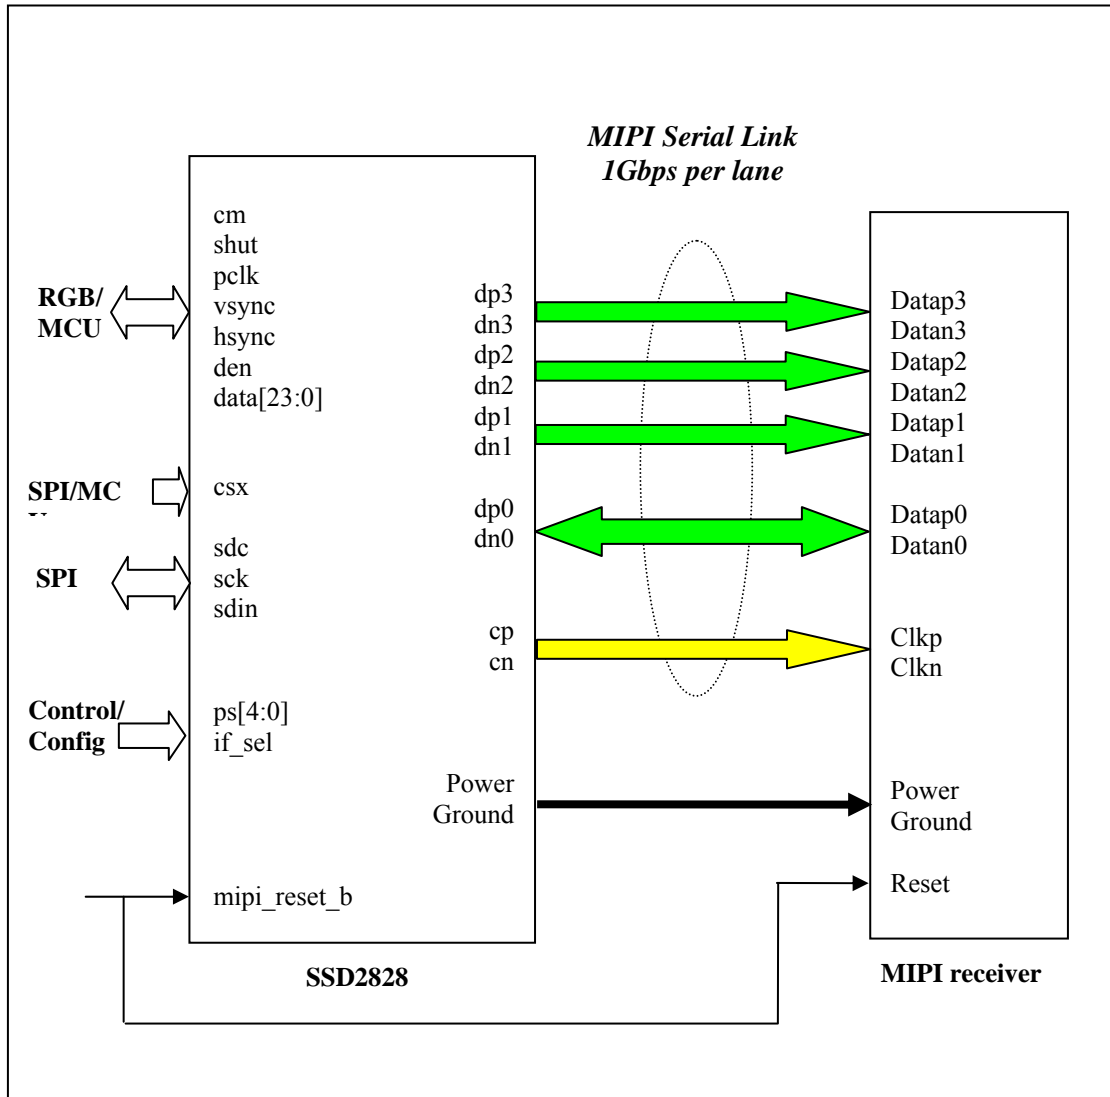 MIPI Serial Link
1Gbps per lane
RGB/
MCU
SPI/MC
SPI
Control/
Config
cm
shut
pclk
vsync
hsync
den
data[23:0]
csx
sdc
sck
sdin
ps[4:0]
if_sel
mipi_reset_b
dp3
dn3
dp2
dn2
dp1
dn1
dp0
dn0
cp
cn
Power
Ground
SSD2828
Datap3
Datan3
Datap2
Datan2
Datap1
Datan1
Datap0
Datan0
Clkp
Clkn
Power
Ground
Reset
MIPI receiver